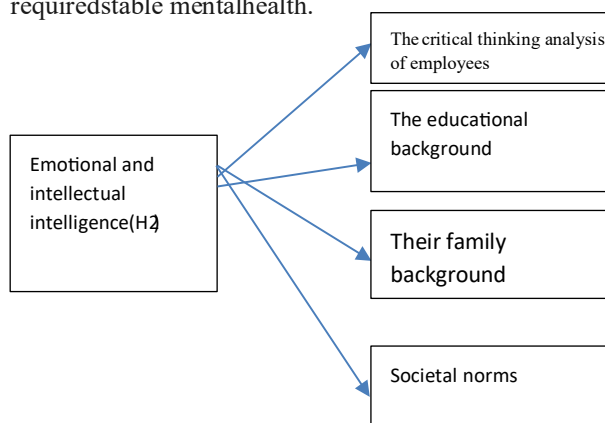 requiredstable mentalhealth.
The critical thinking analysis
of employees
The educational
background
Emotional and
intellectual
intelligence(H2)
Their family
background
Societal norms